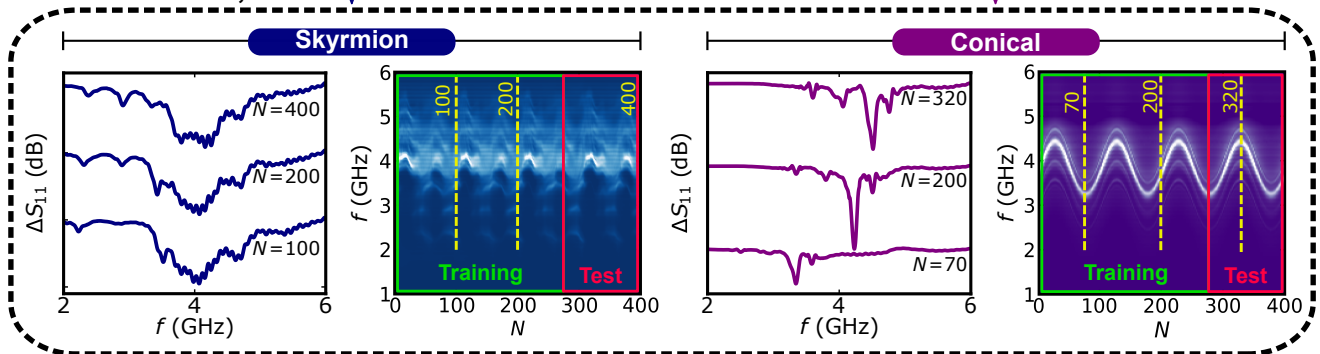 Skyrmion
Conical
ΔS11 (dB)
N=400
N=200
N=100
2
4
6
f (GHz)
f (GHz)
6
5
4
3
2
1
100
200
400
Training
Test
0
100
200
300
400
N
ΔS11 (dB)
N=320
N=200
N=70
2
4
6
f (GHz)
f (GHz)
6
5
4
3
2
1
70
200
320
Training
Test
0
100
200
300
400
N